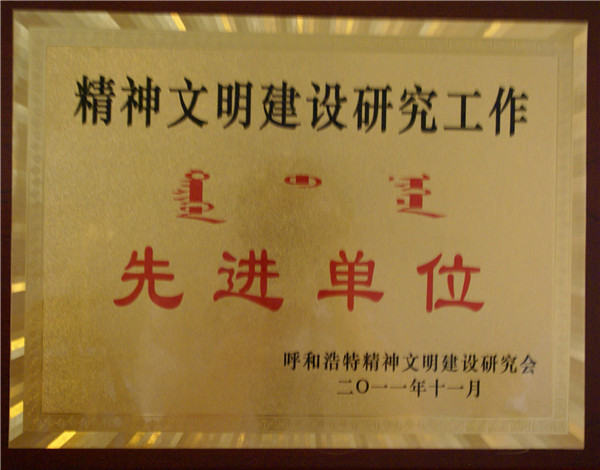 精神文明建设研究工作
先进单位
呼和浩特精神文明建设研究会
二〇一一年十一月